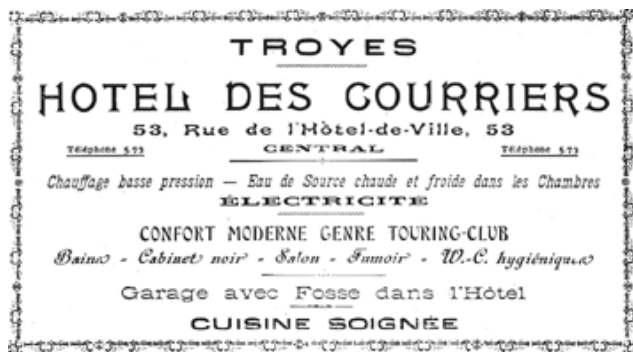 TROYES
HOTEL DES COURRIERS
53, Rue de l'Hôtel-de-Ville, 53
Téléphone 5.73 CENTRAL Téléphone 5.73
Chauffage basse pression — Eau de Source chaude et froide dans les Chambres
ÉLECTRICITÉ
CONFORT MODERNE GENRE TOURING-CLUB
Bains - Cabinet noir - Salon - Fumoir - W.-C. hygiéniques
Garage avec Fosse dans l'Hôtel
CUISINE SOIGNÉE